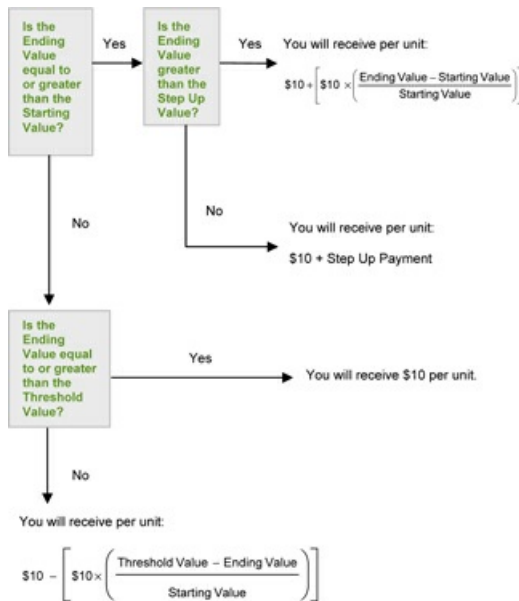 Is the
Ending
Value
equal to
or greater
than the
Starting
Value?
Yes
Is the
Ending
Value
greater
than the
Step Up
Value?
Yes
You will receive per unit:
$10 + [ $10 × ( Ending Value – Starting Value
Starting Value ) ]
No
No
You will receive per unit:
$10 + Step Up Payment
Is the
Ending
Value equal
to or greater
than the
Threshold
Value?
Yes
You will receive $10 per unit.
No
You will receive per unit:
$10 – [ $10× ( Threshold Value – Ending Value
Starting Value ) ]